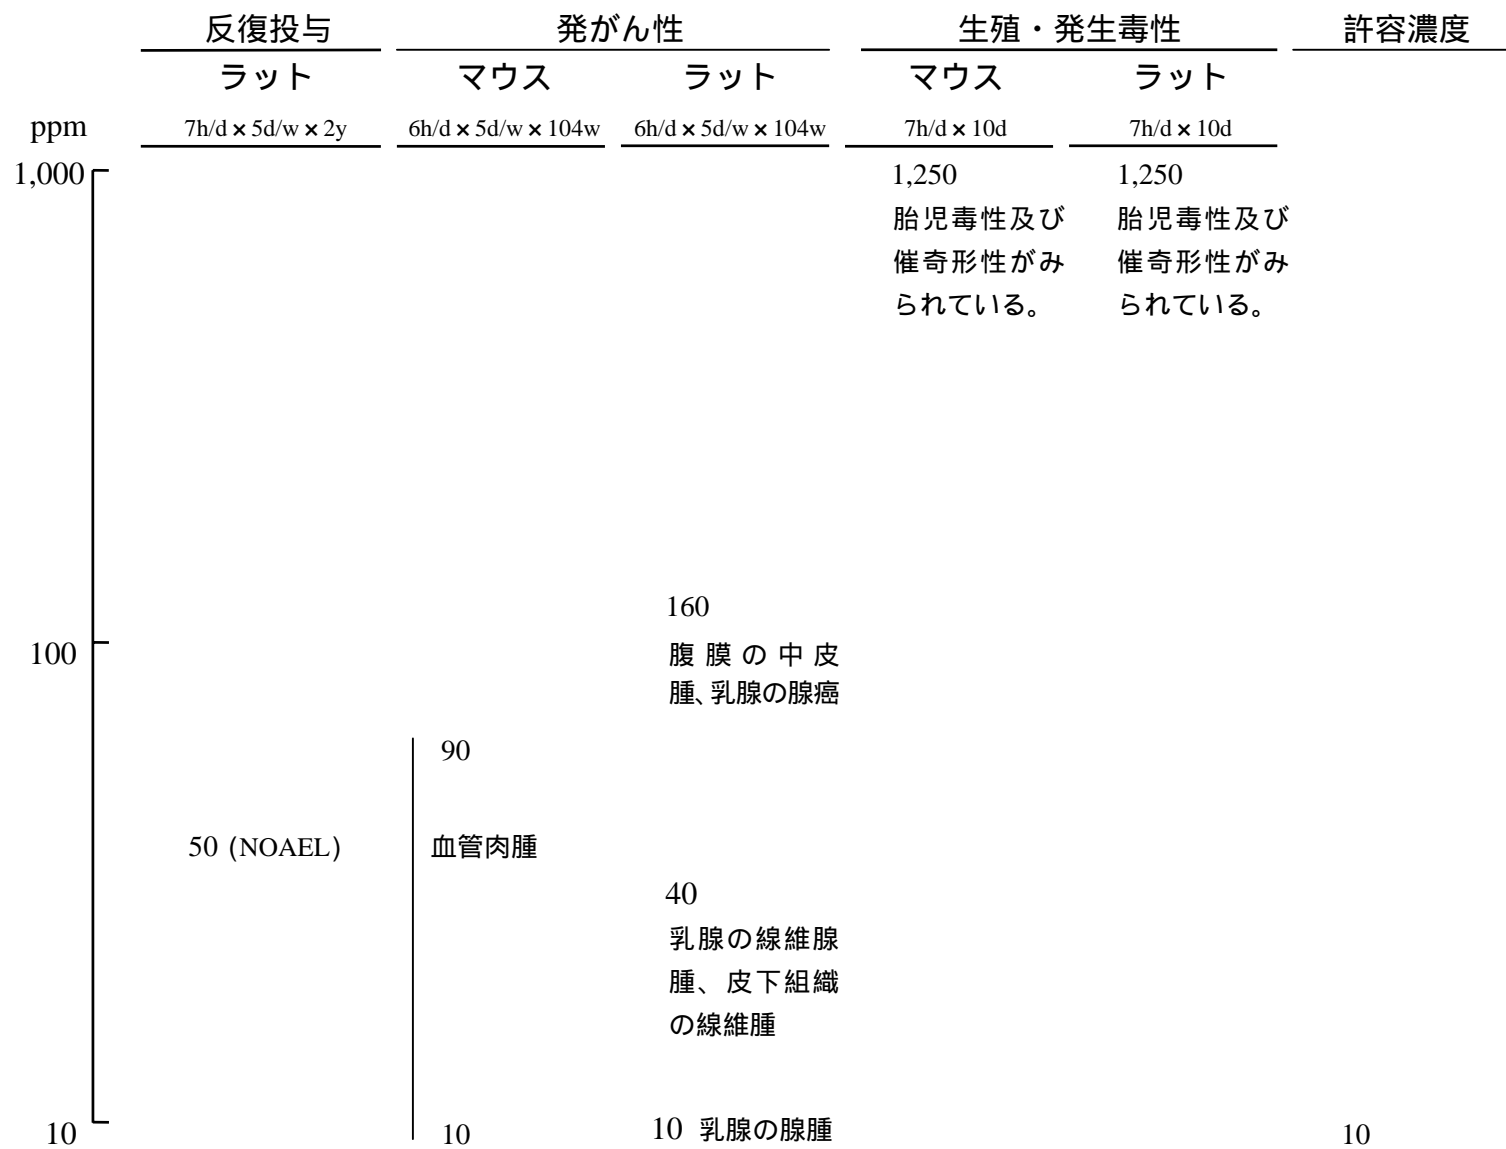 反復投与 発がん性 生殖・発生毒性 許容濃度
ラット マウス ラット マウス ラット
ppm 7h/d×5d/w×2y 6h/d×5d/w×104w 6h/d×5d/w×104w 7h/d×10d 7h/d×10d
1,000 1,250 1,250
胎児毒性及び 胎児毒性及び
催奇形性がみ 催奇形性がみ
られている。 られている。
160
100 腹膜の中皮
腫、乳腺の腺癌
90
50 (NOAEL) 血管肉腫
40
乳腺の線維腺
腫、皮下組織
の線維腫
10 10 10 乳腺の腺腫 10